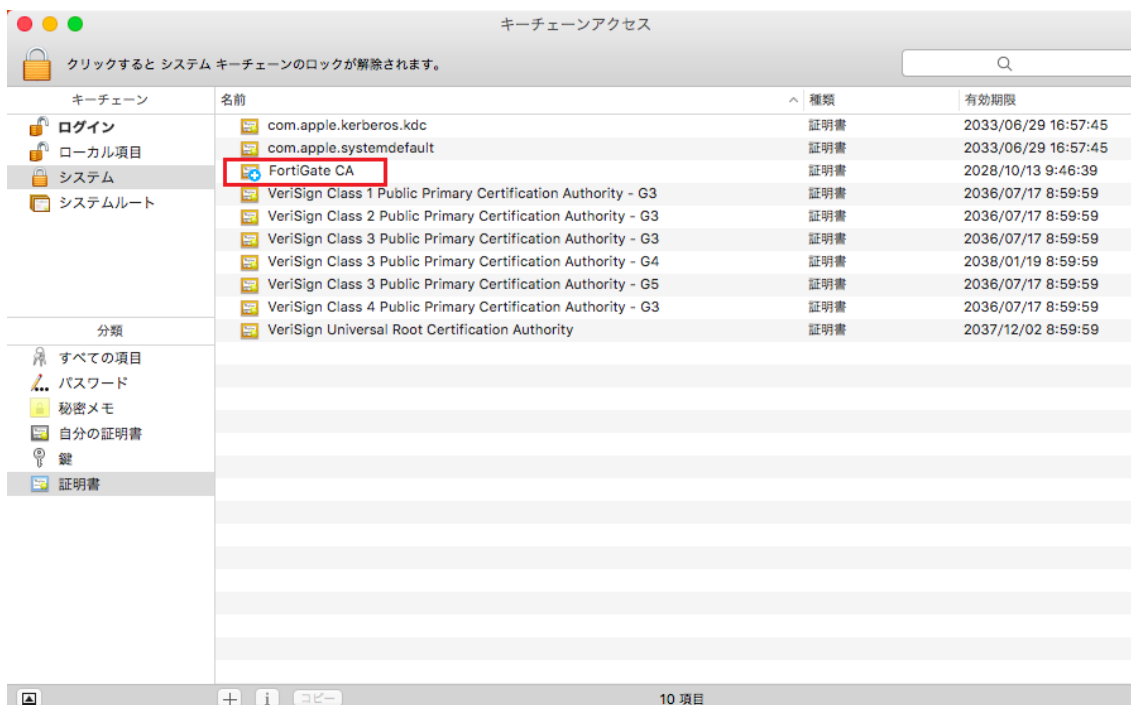 キーチェーンアクセス
クリックすると システム キーチェーンのロックが解除されます。
キーチェーン
ログイン
ローカル項目
システム
システムルート
分類
すべての項目
パスワード
秘密メモ
自分の証明書
鍵
証明書
名前 種類 有効期限
com.apple.kerberos.kdc 証明書 2033/06/29 16:57:45
com.apple.systemdefault 証明書 2033/06/29 16:57:45
FortiGate CA 証明書 2028/10/13 9:46:39
VeriSign Class 1 Public Primary Certification Authority - G3 証明書 2036/07/17 8:59:59
VeriSign Class 2 Public Primary Certification Authority - G3 証明書 2036/07/17 8:59:59
VeriSign Class 3 Public Primary Certification Authority - G3 証明書 2036/07/17 8:59:59
VeriSign Class 3 Public Primary Certification Authority - G4 証明書 2038/01/19 8:59:59
VeriSign Class 3 Public Primary Certification Authority - G5 証明書 2036/07/17 8:59:59
VeriSign Class 4 Public Primary Certification Authority - G3 証明書 2036/07/17 8:59:59
VeriSign Universal Root Certification Authority 証明書 2037/12/02 8:59:59
コピー
10 項目